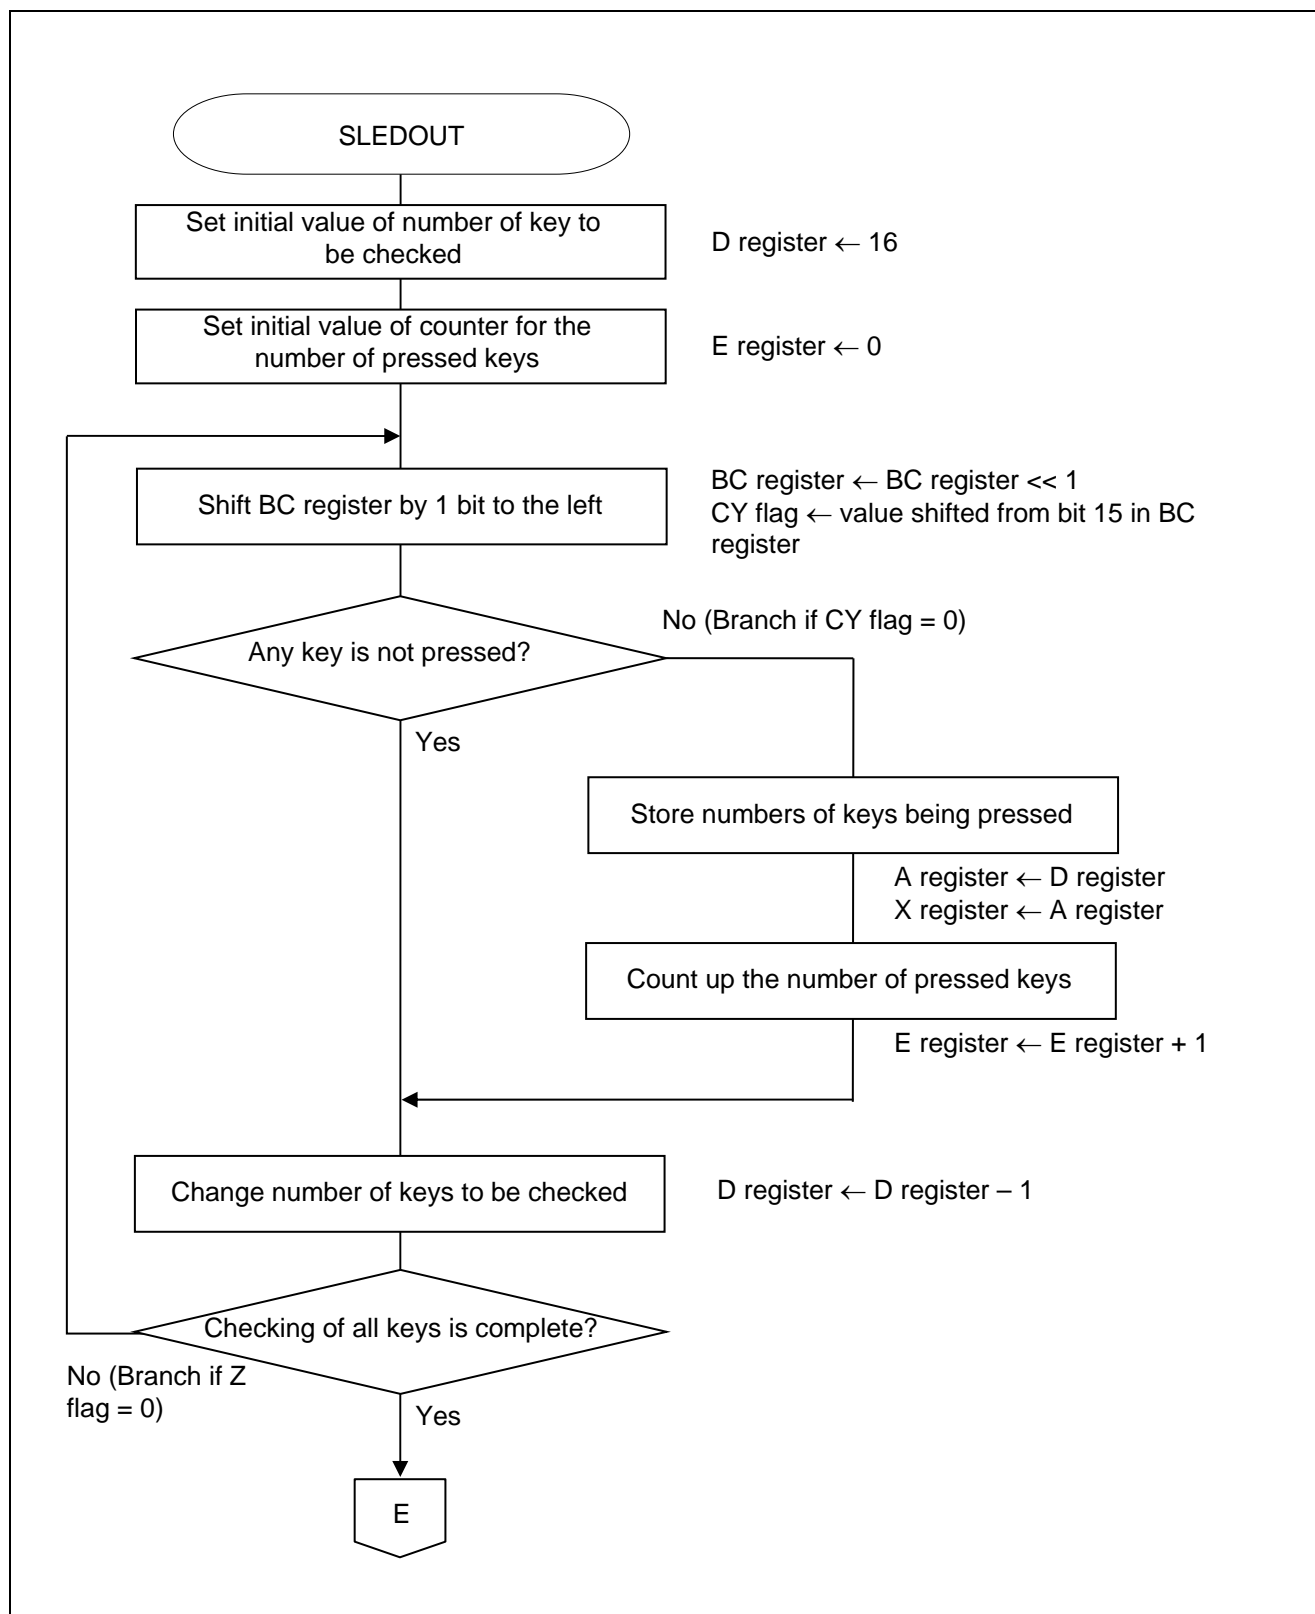 SLEDOUT
Set initial value of number of key to
be checked
D register ← 16
Set initial value of counter for the
number of pressed keys
E register ← 0
Shift BC register by 1 bit to the left
BC register ← BC register << 1
CY flag ← value shifted from bit 15 in BC
register
No (Branch if CY flag = 0)
Any key is not pressed?
Yes
Store numbers of keys being pressed
A register ← D register
X register ← A register
Count up the number of pressed keys
E register ← E register + 1
Change number of keys to be checked
D register ← D register – 1
Checking of all keys is complete?
No (Branch if Z
flag = 0)
Yes
E